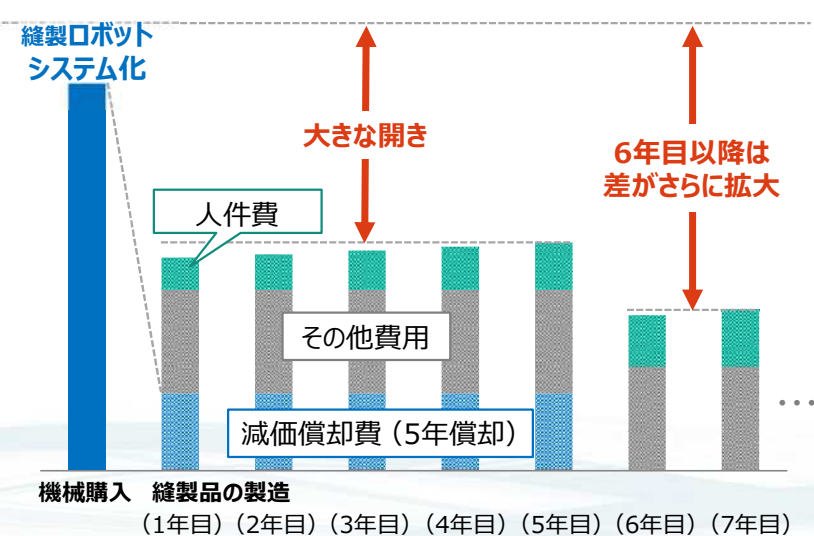 縫製ロボット
システム化
大きな開き
6年目以降は
差がさらに拡大
人件費
その他費用
減価償却費（5年償却）
・・・
機械購入 縫製品の製造
（1年目）（2年目）（3年目）（4年目）（5年目）（6年目）（7年目）